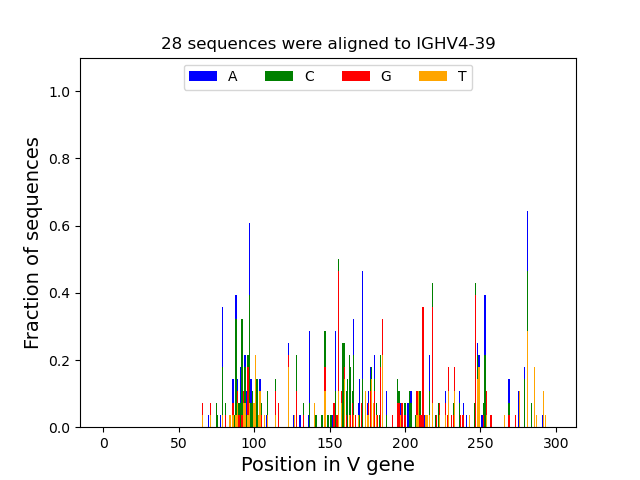 28 sequences were aligned to IGHV4-39
A C G T
1.0
0.8
0.6
0.4
0.2
0.0
Fraction of sequences
0 50 100 150 200 250 300
Position in V gene